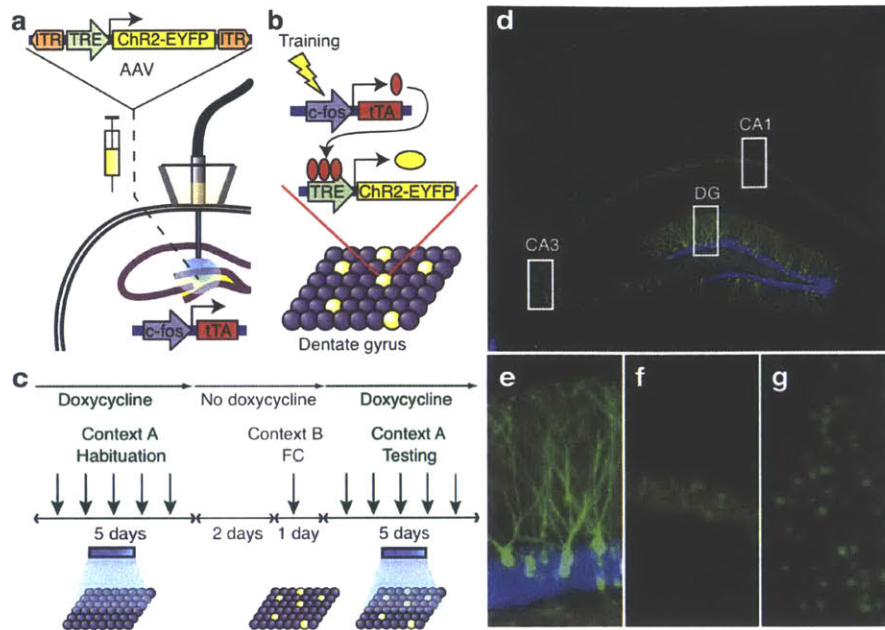 a
ITR TRE ChR2-EYFP ITR
AAV
c-fos tTA
b
Training
c-fos tTA
TRE ChR2-EYFP
Dentate gyrus
c
Doxycycline No doxycycline Doxycycline
Context A Context B Context A
Habituation FC Testing
5 days 2 days 1 day 5 days
d
CA1
DG
CA3
e f g